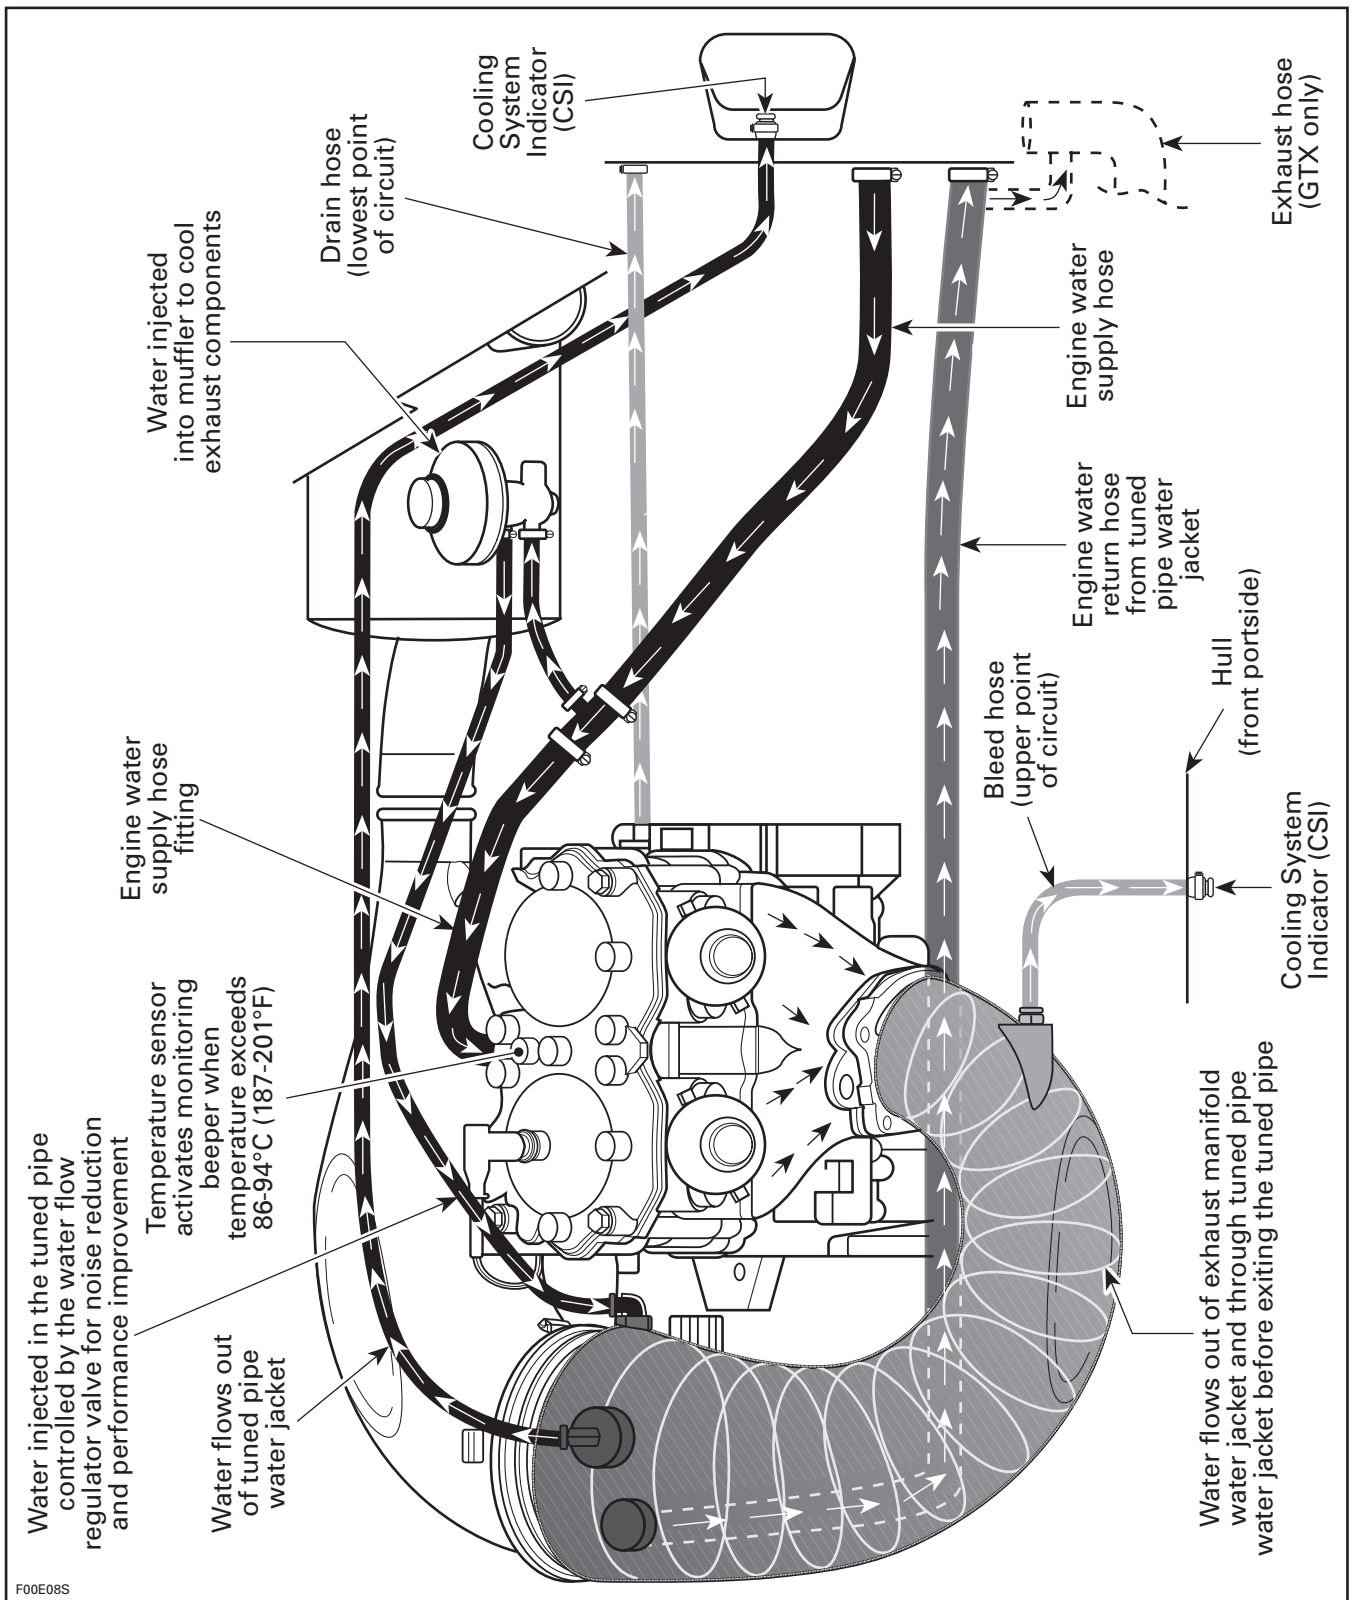 Water injected in the tuned pipe
controlled by the water flow
regulator valve for noise reduction
and performance improvement
Temperature sensor
activates monitoring
beeper when
temperature exceeds
86-94°C (187-201°F)
Engine water
supply hose
fitting
Water injected
into muffler to cool
exhaust components
Drain hose
(lowest point
of circuit)
Cooling
System
Indicator
(CSI)
Water flows out
of tuned pipe
water jacket
Bleed hose
(upper point
of circuit)
Engine water
return hose
from tuned
pipe water
jacket
Engine water
supply hose
Exhaust hose
(GTX only)
Hull
(front portside)
Cooling System
Indicator (CSI)
Water flows out of exhaust manifold
water jacket and through tuned pipe
water jacket before exiting the tuned pipe
F00E08S